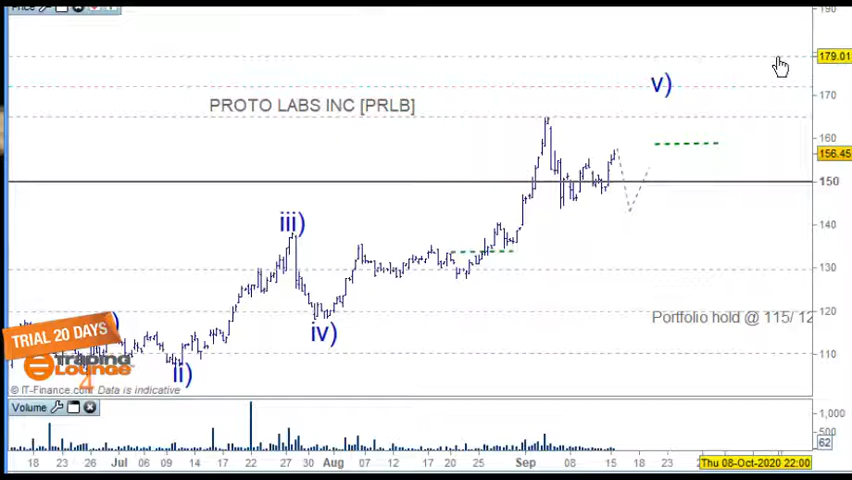 Price
190
179.01
v)
170
PROTO LABS INC [PRLB]
160
156.45
150
iii)
140
130
iv)
120
Portfolio hold @ 115/ 12
)
TRIAL 20 DAYS
TRADING
LOUNGE
4
ii)
110
© IT-Finance.com Data is indicative
Volume
1,000
500
62
18 23 26 Jul 06 09 14 17 22 27 30 Aug 07 12 17 20 25 Sep 08 15 18 23 Thu 08-Oct-2020 22:00